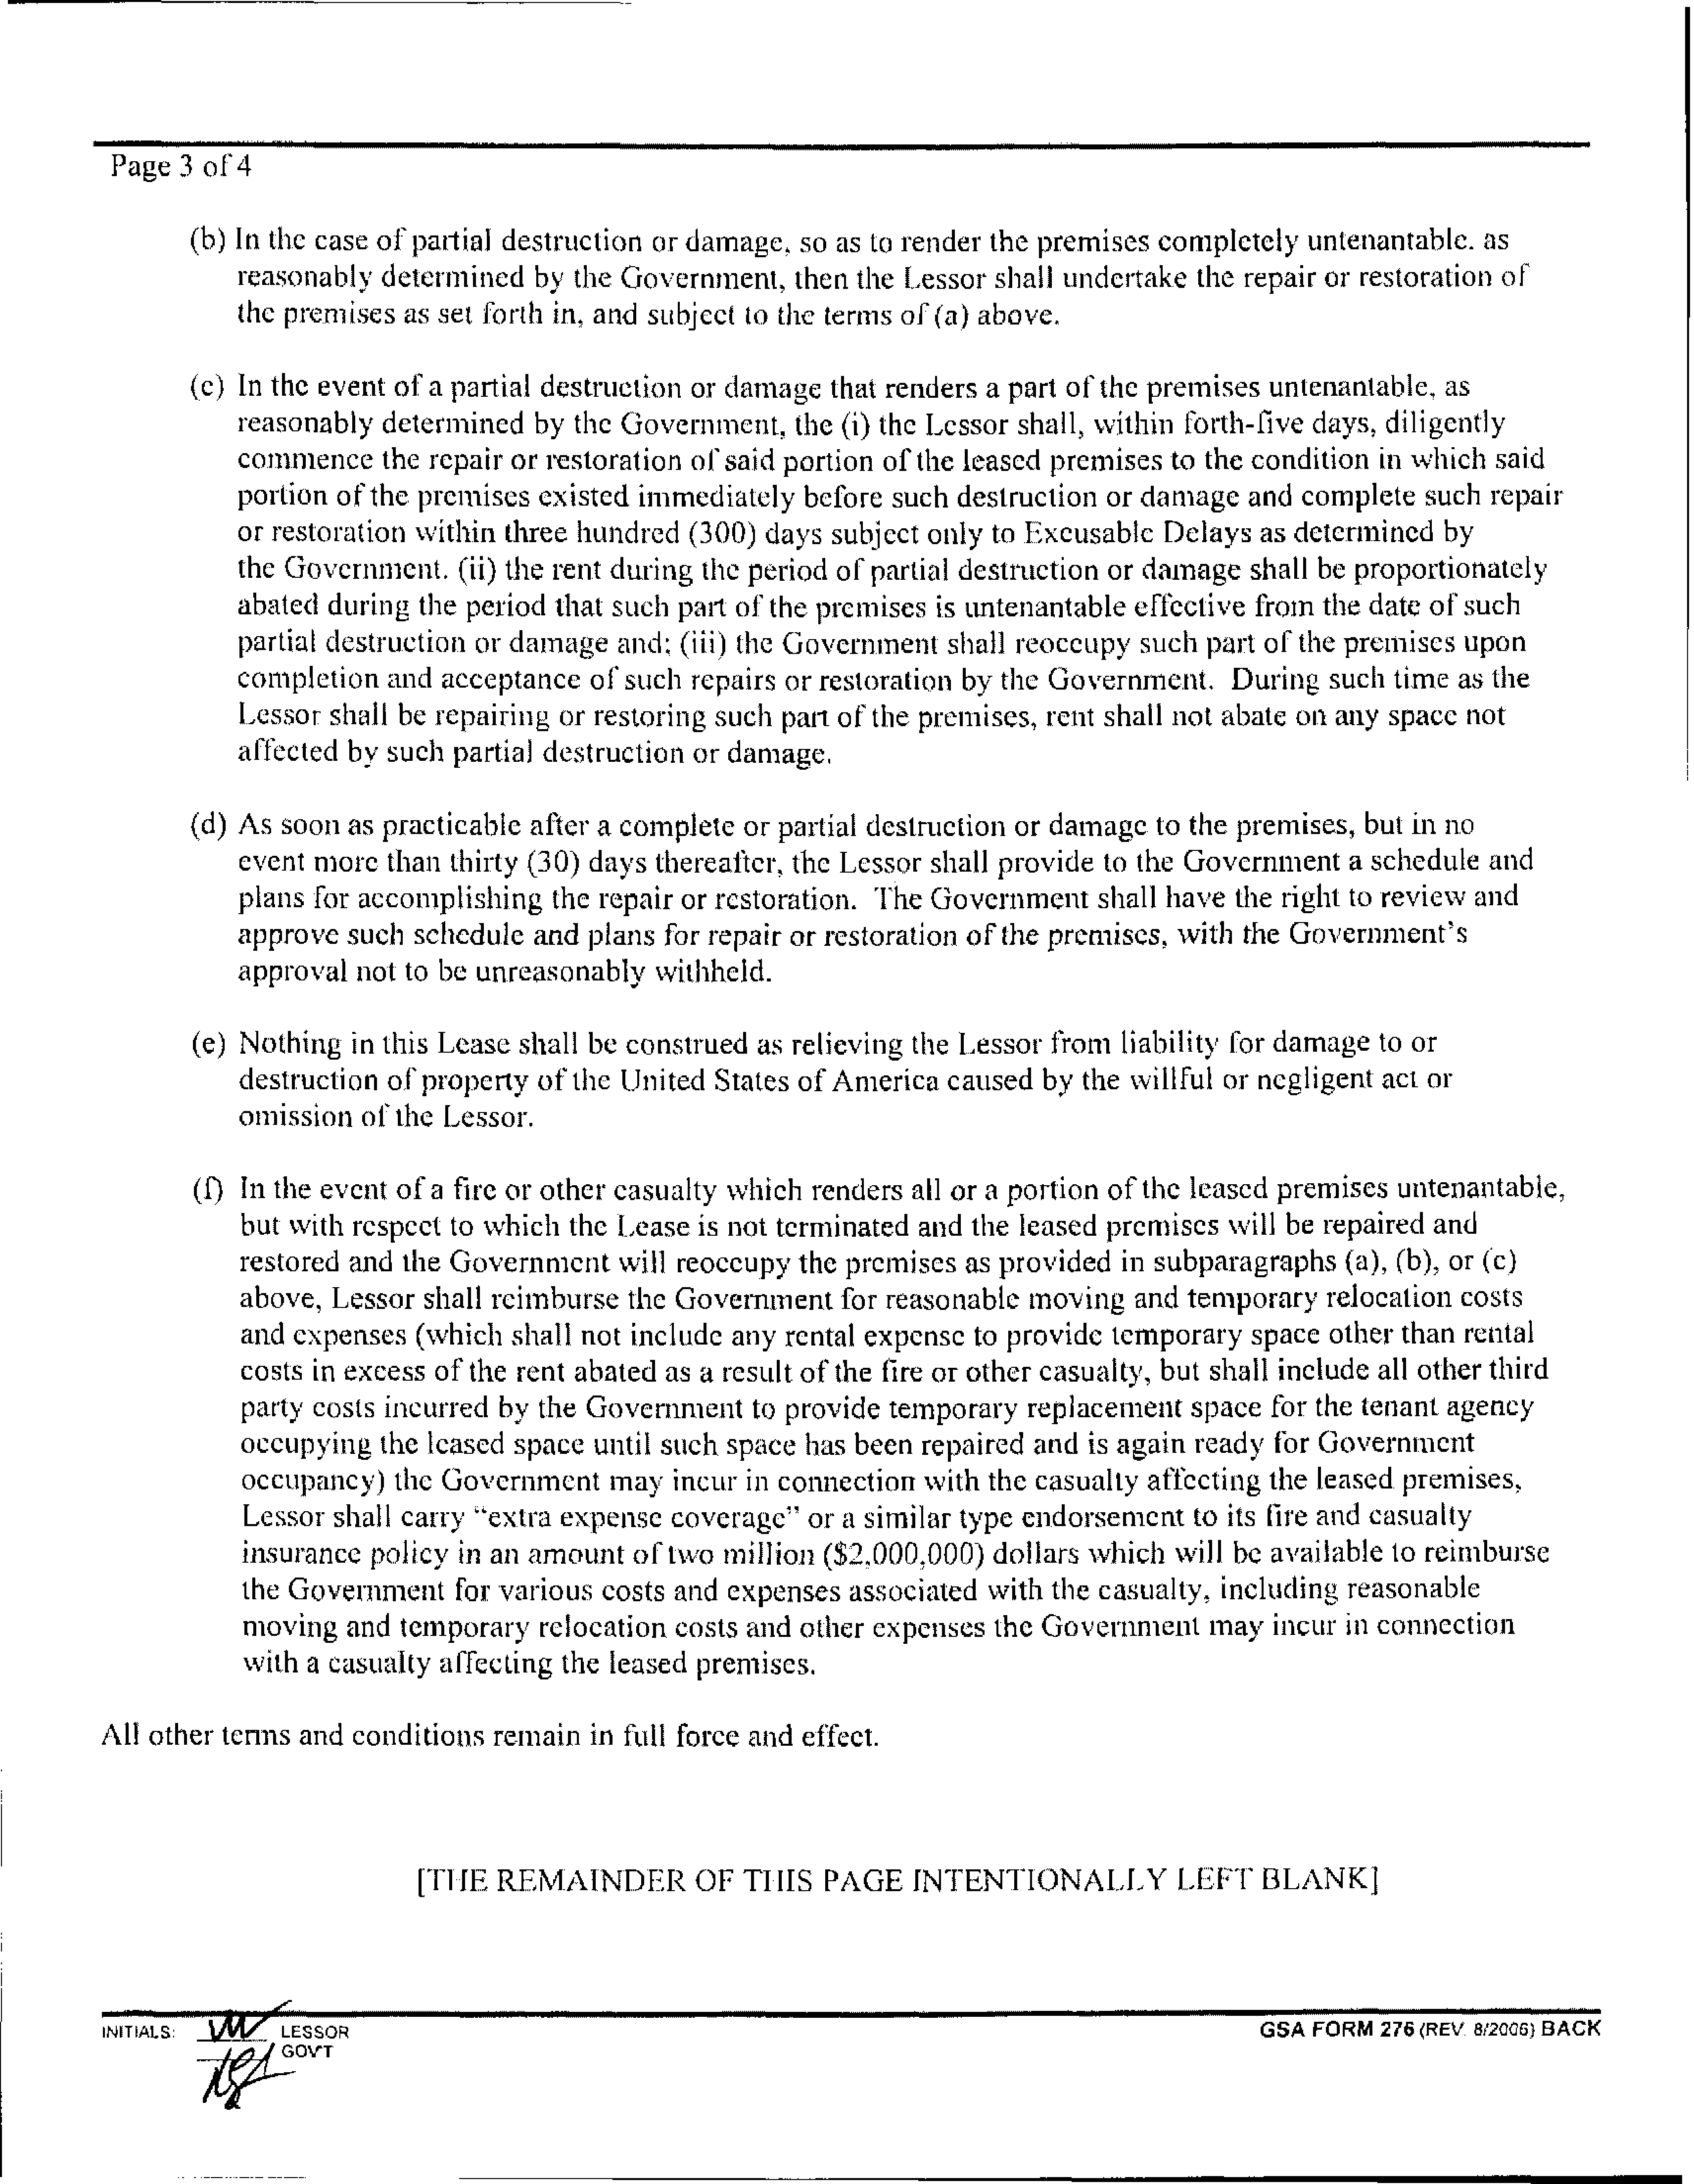 Page 3 of 4
(b) In the case of partial destruction or damage, so as to render the premises completely untenantable. as
reasonably determined by the Government, then the Lessor shall undertake the repair or restoration of
the premises as set forth in, and subject to the terms of (a) above.
(c) In the event of a partial destruction or damage that renders a part of the premises untenantable, as
reasonably determined by the Government, the (i) the Lessor shall, within forth-five days, diligently
commence the repair or restoration of said portion of the leased premises to the condition in which said
portion of the premises existed immediately before such destruction or damage and complete such repair
or restoration within three hundred (300) days subject only to Excusable Delays as determined by
the Government. (ii) the rent during the period of partial destruction or damage shall be proportionately
abated during the period that such part of the premises is untenantable effective from the date of such
partial destruction or damage and; (iii) the Government shall reoccupy such part of the premises upon
completion and acceptance of such repairs or restoration by the Government. During such time as the
Lessor shall be repairing or restoring such part of the premises, rent shall not abate on any space not
affected by such partial destruction or damage.
(d) As soon as practicable after a complete or partial destruction or damage to the premises, but in no
event more than thirty (30) days thereafter, the Lessor shall provide to the Government a schedule and
plans for accomplishing the repair or restoration. The Government shall have the right to review and
approve such schedule and plans for repair or restoration of the premises, with the Government's
approval not to be unreasonably withheld.
(e) Nothing in this Lease shall be construed as relieving the Lessor from liability for damage to or
destruction of property of the United States of America caused by the willful or negligent act or
omission of the Lessor.
(f) In the event of a fire or other casualty which renders all or a portion of the leased premises untenantable,
but with respect to which the Lease is not terminated and the leased premises will be repaired and
restored and the Government will reoccupy the premises as provided in subparagraphs (a), (b), or (c)
above, Lessor shall reimburse the Government for reasonable moving and temporary relocation costs
and expenses (which shall not include any rental expense to provide temporary space other than rental
costs in excess of the rent abated as a result of the fire or other casualty, but shall include all other third
party costs incurred by the Government to provide temporary replacement space for the tenant agency
occupying the leased space until such space has been repaired and is again ready for Government
occupancy) the Government may incur in connection with the casualty affecting the leased premises,
Lessor shall carry “extra expense coverage” or a similar type endorsement to its fire and casualty
insurance policy in an amount of two million ($2,000,000) dollars which will be available to reimburse
the Government for various costs and expenses associated with the casualty, including reasonable
moving and temporary relocation costs and other expenses the Government may incur in connection
with a casualty affecting the leased premises.
All other terms and conditions remain in full force and effect.
[THE REMAINDER OF THIS PAGE INTENTIONALLY LEFT BLANK]
INITIALS: LESSOR
GOV'T
GSA FORM 276 (REV. 8/2006) BACK